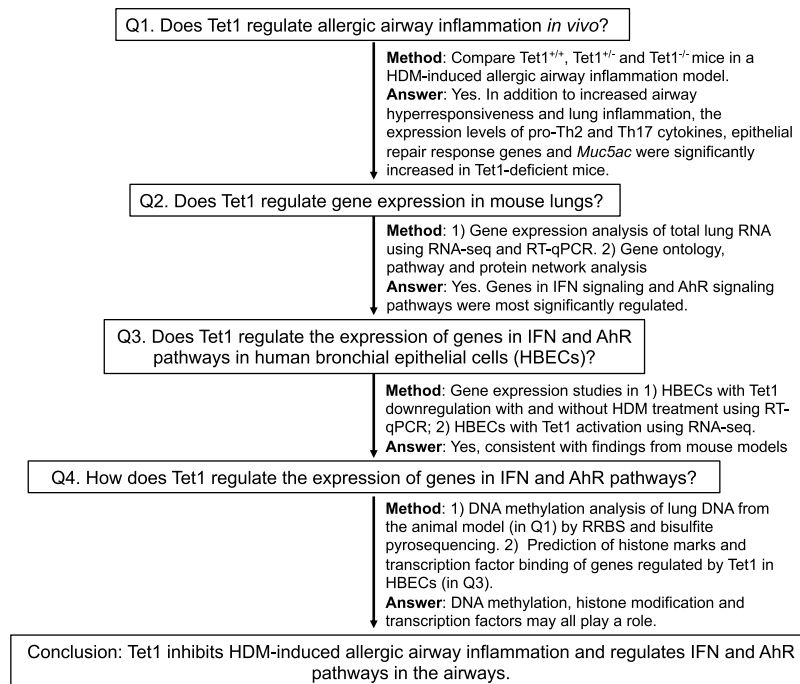 Q1. Does Tet1 regulate allergic airway inflammation in vivo?
Method: Compare Tet1+/+, Tet1+/- and Tet1-/- mice in a
HDM-induced allergic airway inflammation model.
Answer: Yes. In addition to increased airway
hyperresponsiveness and lung inflammation, the
expression levels of pro-Th2 and Th17 cytokines, epithelial
repair response genes and Muc5ac were significantly
increased in Tet1-deficient mice.
Q2. Does Tet1 regulate gene expression in mouse lungs?
Method: 1) Gene expression analysis of total lung RNA
using RNA-seq and RT-qPCR. 2) Gene ontology,
pathway and protein network analysis
Answer: Yes. Genes in IFN signaling and AhR signaling
pathways were most significantly regulated.
Q3. Does Tet1 regulate the expression of genes in IFN and AhR
pathways in human bronchial epithelial cells (HBECs)?
Method: Gene expression studies in 1) HBECs with Tet1
downregulation with and without HDM treatment using RT-
qPCR; 2) HBECs with Tet1 activation using RNA-seq.
Answer: Yes, consistent with findings from mouse models
Q4. How does Tet1 regulate the expression of genes in IFN and AhR pathways?
Method: 1) DNA methylation analysis of lung DNA from
the animal model (in Q1) by RRBS and bisulfite
pyrosequencing. 2) Prediction of histone marks and
transcription factor binding of genes regulated by Tet1 in
HBECs (in Q3).
Answer: DNA methylation, histone modification and
transcription factors may all play a role.
Conclusion: Tet1 inhibits HDM-induced allergic airway inflammation and regulates IFN and AhR
pathways in the airways.